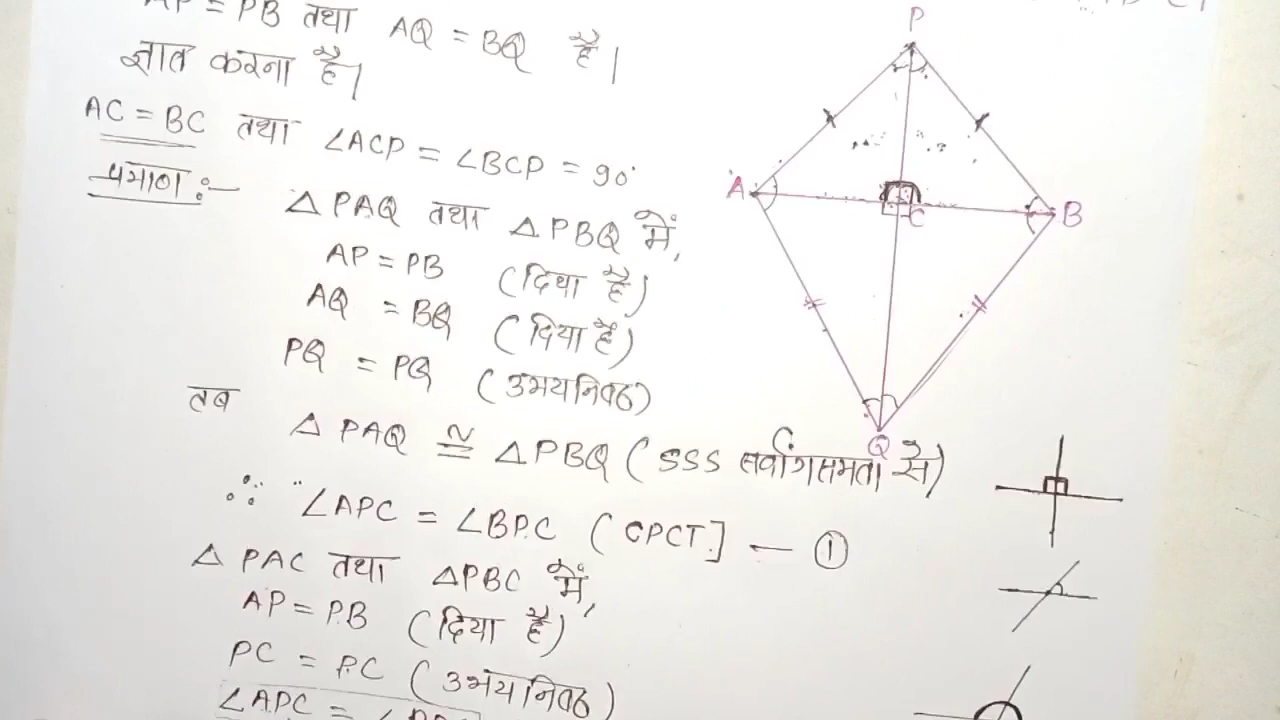 AP = PB तथा AQ = BQ है।
ज्ञात करना है।
AC = BC तथा ∠ACP = ∠BCP = 90°
प्रमाण :-
△ PAQ तथा △ PBQ में,
AP = PB (दिया है)
AQ = BQ (दिया है)
PQ = PQ (उभयनिष्ठ)
तब
△ PAQ ≅ △PBQ ( SSS सर्वांगसमता से)
∴ ∠APC = ∠BPC ( CPCT.] — ①
△ PAC तथा △PBC में,
AP = PB (दिया है)
PC = PC (उभयनिष्ठ)
∠APC =
P
A
B
C
Q